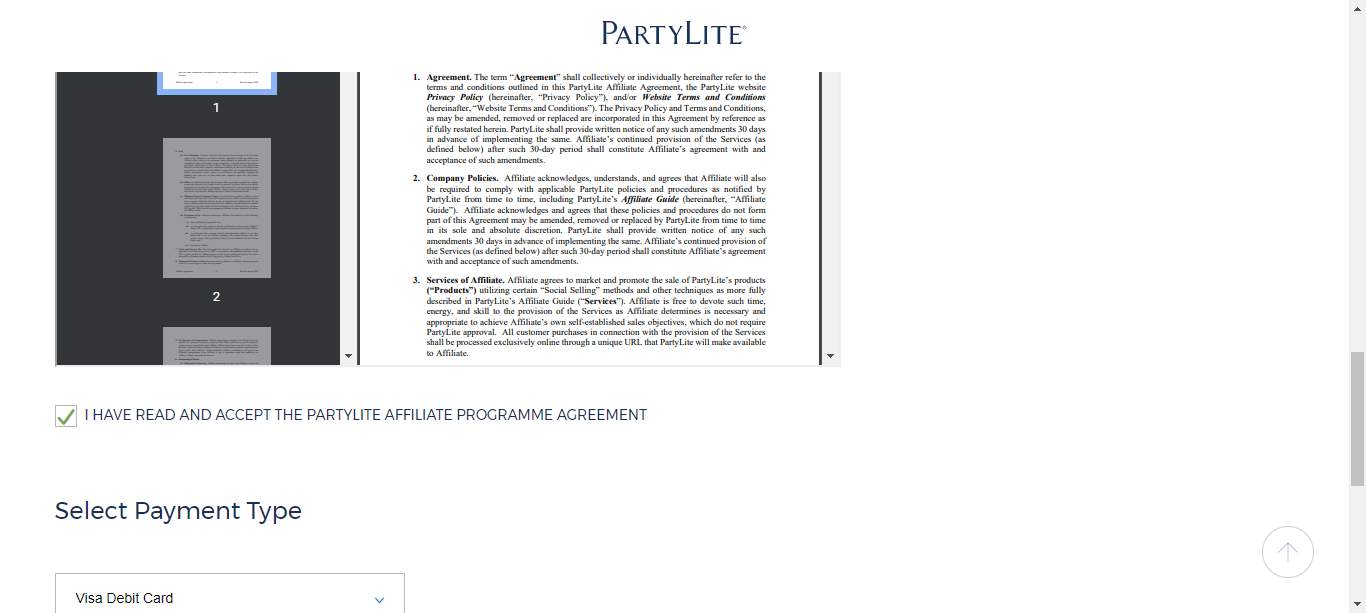 PARTYLITE®
1. Agreement. The term “Agreement” shall collectively or individually hereinafter refer to the
terms and conditions outlined in this PartyLite Affiliate Agreement, the PartyLite website
Privacy Policy (hereinafter, “Privacy Policy”), and/or Website Terms and Conditions
(hereinafter, “Website Terms and Conditions”). The Privacy Policy and Terms and Conditions,
as may be amended, removed or replaced are incorporated in this Agreement by reference as
if fully restated herein. PartyLite shall provide written notice of any such amendments 30 days
in advance of implementing the same. Affiliate’s continued provision of the Services (as
defined below) after such 30-day period shall constitute Affiliate’s agreement with and
acceptance of such amendments.
2. Company Policies. Affiliate acknowledges, understands, and agrees that Affiliate will also
be required to comply with applicable PartyLite policies and procedures as notified by
PartyLite from time to time, including PartyLite’s Affiliate Guide (hereinafter, “Affiliate
Guide”). Affiliate acknowledges and agrees that these policies and procedures do not form
part of this Agreement may be amended, removed or replaced by PartyLite from time to time
in its sole and absolute discretion. PartyLite shall provide written notice of any such
amendments 30 days in advance of implementing the same. Affiliate’s continued provision of
the Services (as defined below) after such 30-day period shall constitute Affiliate’s agreement
with and acceptance of such amendments.
3. Services of Affiliate. Affiliate agrees to market and promote the sale of PartyLite’s products
(“Products”) utilizing certain “Social Selling” methods and other techniques as more fully
described in PartyLite’s Affiliate Guide (“Services”). Affiliate is free to devote such time,
energy, and skill to the provision of the Services as Affiliate determines is necessary and
appropriate to achieve Affiliate’s own self-established sales objectives, which do not require
PartyLite approval. All customer purchases in connection with the provision of the Services
shall be processed exclusively online through a unique URL that PartyLite will make available
to Affiliate.
1
2
I HAVE READ AND ACCEPT THE PARTYLITE AFFILIATE PROGRAMME AGREEMENT
Select Payment Type
Visa Debit Card